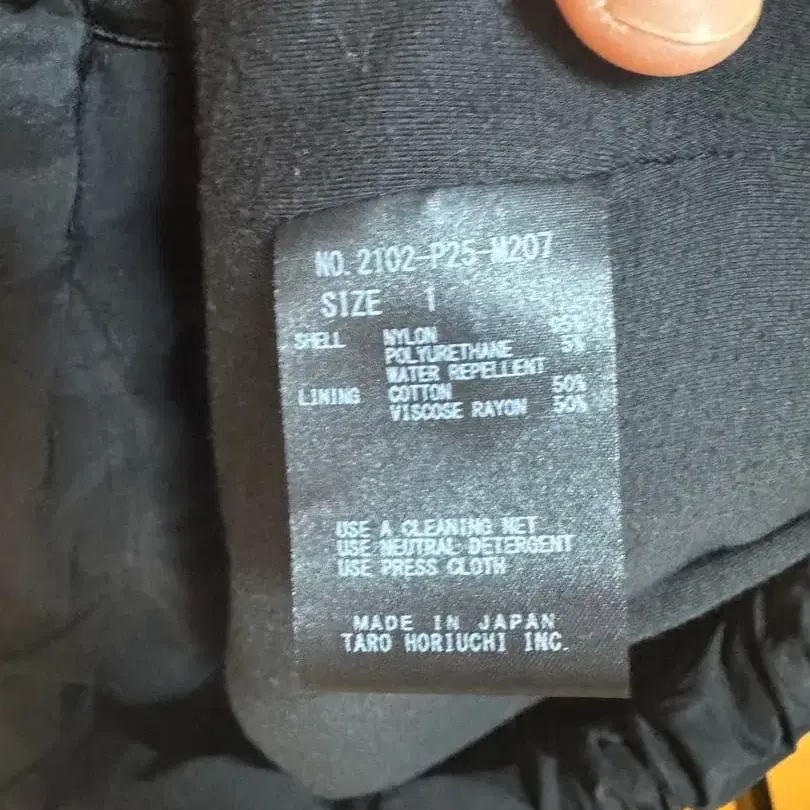 NO. 2102-P25-M207
SIZE 1
SHELL NYLON 95%
POLYURETHANE 5%
WATER REPELLENT
LINING COTTON 50%
VISCOSE RAYON 50%
USE A CLEANING NET
USE NEUTRAL DETERGENT
USE PRESS CLOTH
MADE IN JAPAN
TARO HORIUCHI INC.